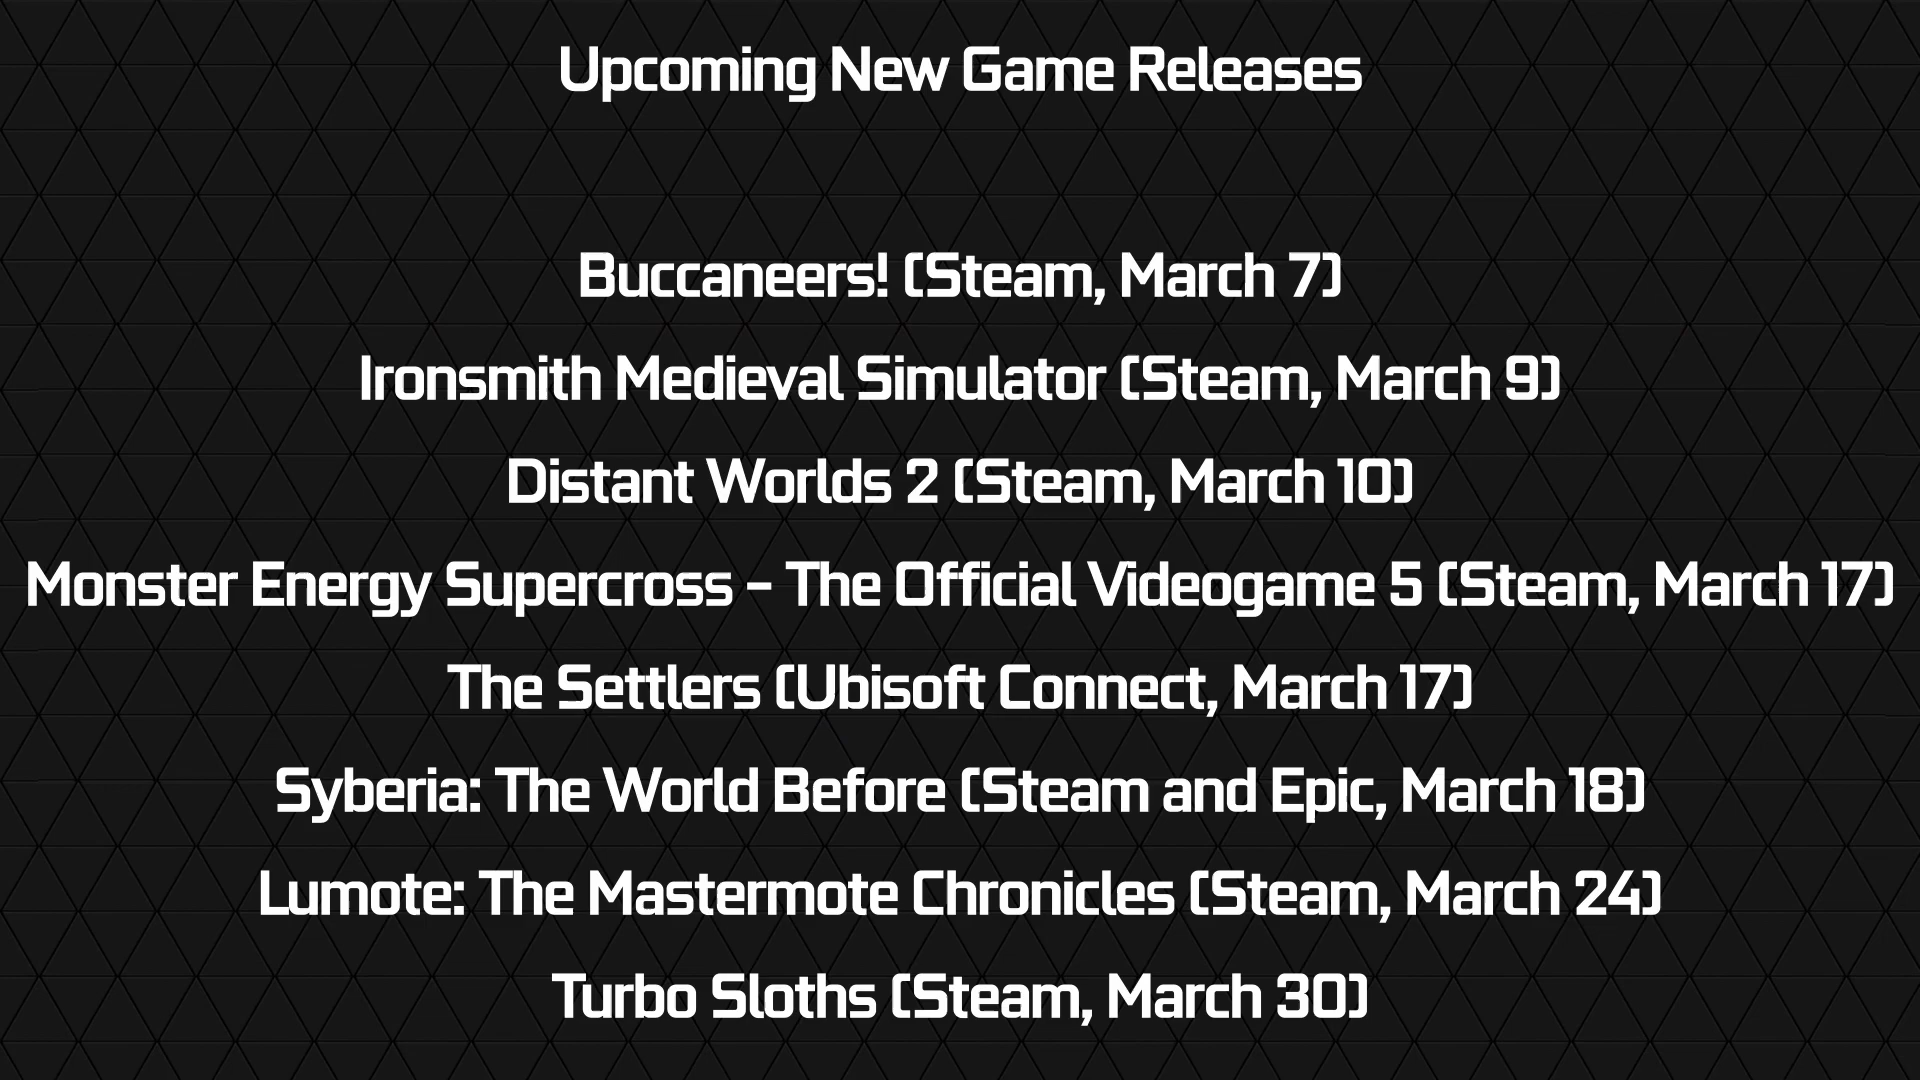 Upcoming New Game Releases
Buccaneers! (Steam, March 7)
Ironsmith Medieval Simulator (Steam, March 9)
Distant Worlds 2 (Steam, March 10)
Monster Energy Supercross - The Official Videogame 5 (Steam, March 17)
The Settlers (Ubisoft Connect, March 17)
Syberia: The World Before (Steam and Epic, March 18)
Lumote: The Mastermote Chronicles (Steam, March 24)
Turbo Sloths (Steam, March 30)